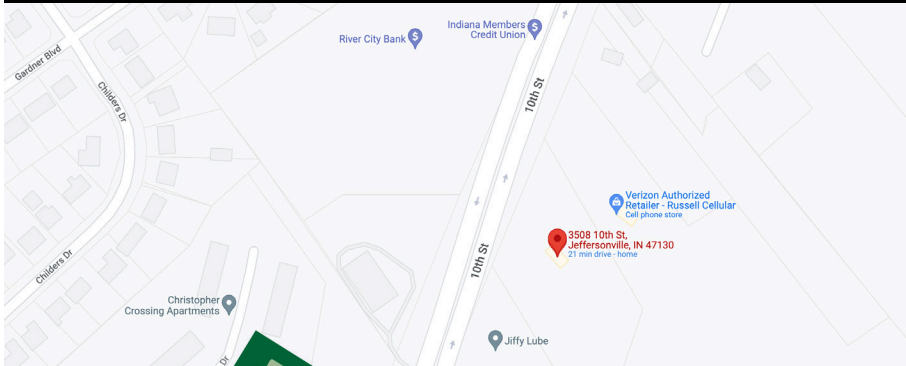 Indiana Members
Credit Union
River City Bank
Gardner Blvd
Childers Dr
10th St
Verizon Authorized
Retailer - Russell Cellular
Cell phone store
3508 10th St,
Jeffersonville, IN 47130
21 min drive - home
10th St
Childers Dr
Christopher
Crossing Apartments
Jiffy Lube
Dr